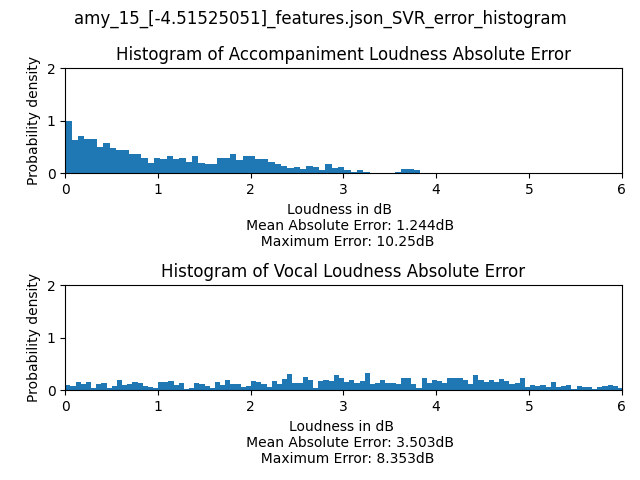 amy_15_[-4.51525051]_features.json_SVR_error_histogram
Histogram of Accompaniment Loudness Absolute Error
Probability density
2
1
0
0 1 2 3 4 5 6
Loudness in dB
Mean Absolute Error: 1.244dB
Maximum Error: 10.25dB
Histogram of Vocal Loudness Absolute Error
Probability density
2
1
0
0 1 2 3 4 5 6
Loudness in dB
Mean Absolute Error: 3.503dB
Maximum Error: 8.353dB